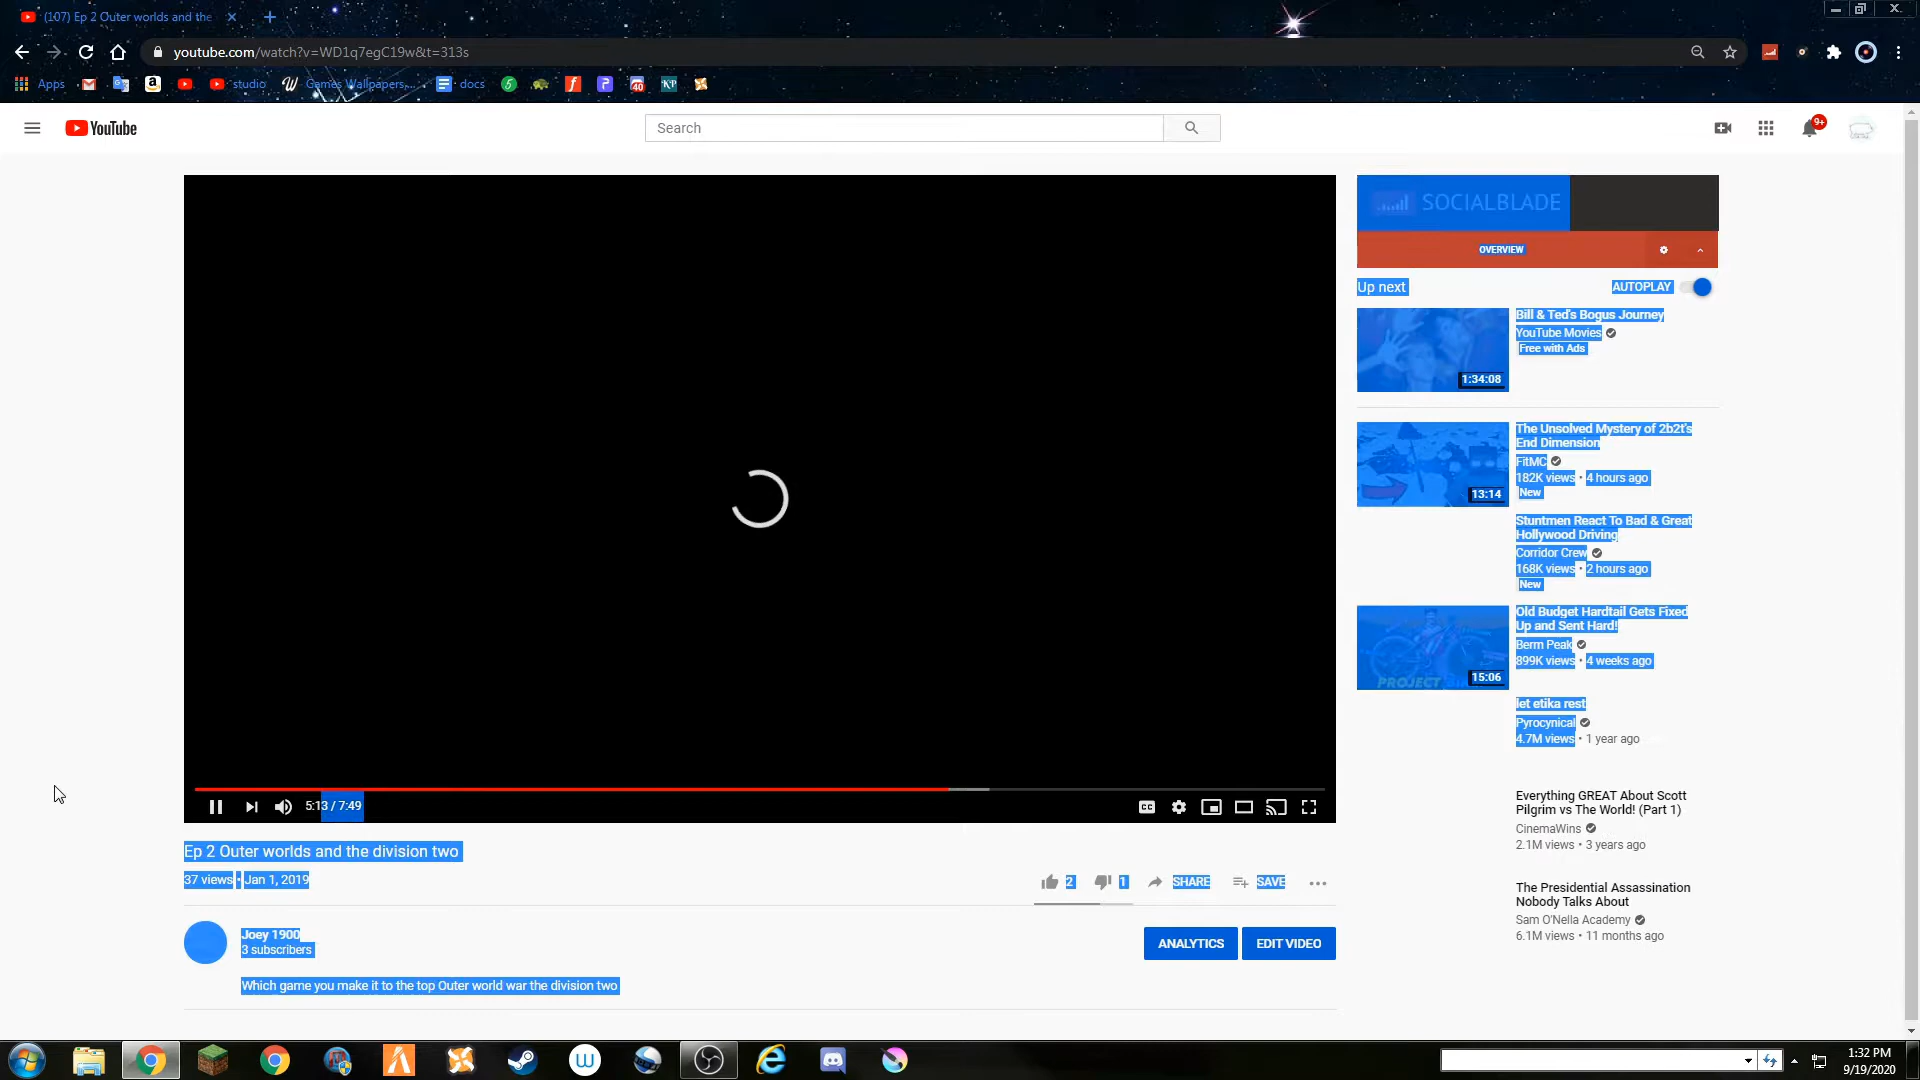 (107) Ep 2 Outer worlds and the
youtube.com/watch?v=WD1q7egC19w&t=313s
Apps
studio
Games Wallpapers,...
docs
5
40
KP
YouTube
Search
9+
SOCIALBLADE
OVERVIEW
Up next
AUTOPLAY
Bill & Ted's Bogus Journey
YouTube Movies
Free with Ads
1:34:08
The Unsolved Mystery of 2b2t's
End Dimension
FitMC
182K views • 4 hours ago
New
13:14
Stuntmen React To Bad & Great
Hollywood Driving
Corridor Crew
168K views • 2 hours ago
New
Old Budget Hardtail Gets Fixed
Up and Sent Hard!
Berm Peak
899K views • 4 weeks ago
PROJECT
15:06
let etika rest
Pyrocynical
4.7M views • 1 year ago
Everything GREAT About Scott
Pilgrim vs The World! (Part 1)
CinemaWins
2.1M views • 3 years ago
The Presidential Assassination
Nobody Talks About
Sam O'Nella Academy
6.1M views • 11 months ago
5:13 / 7:49
CC
Ep 2 Outer worlds and the division two
37 views • Jan 1, 2019
2
1
SHARE
SAVE
Joey 1900
3 subscribers
ANALYTICS
EDIT VIDEO
Which game you make it to the top Outer world war the division two
1:32 PM
9/19/2020